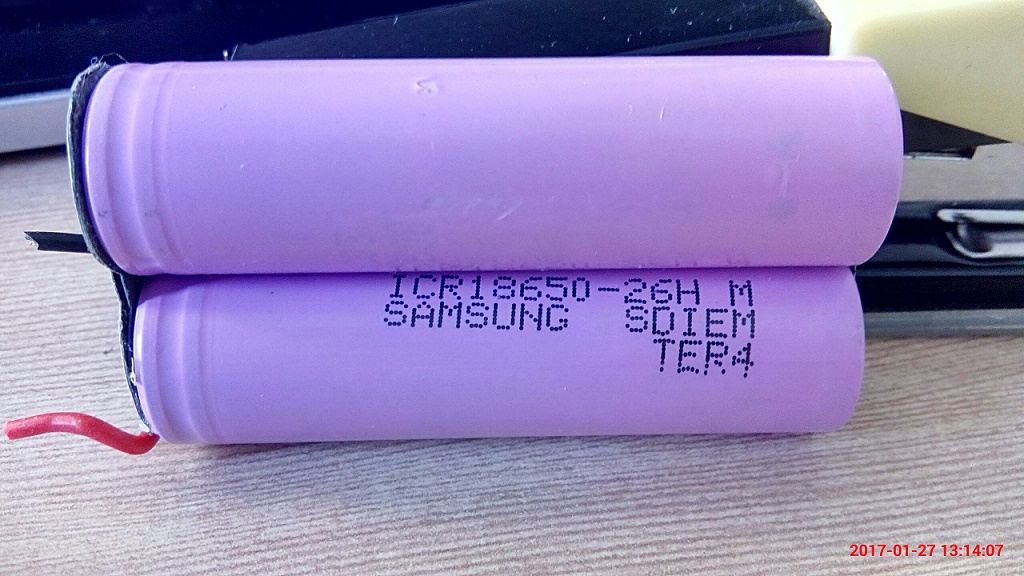 ICR18650-26H M
SAMSUNG SDIEM
TER4
2017-01-27 13:14:07